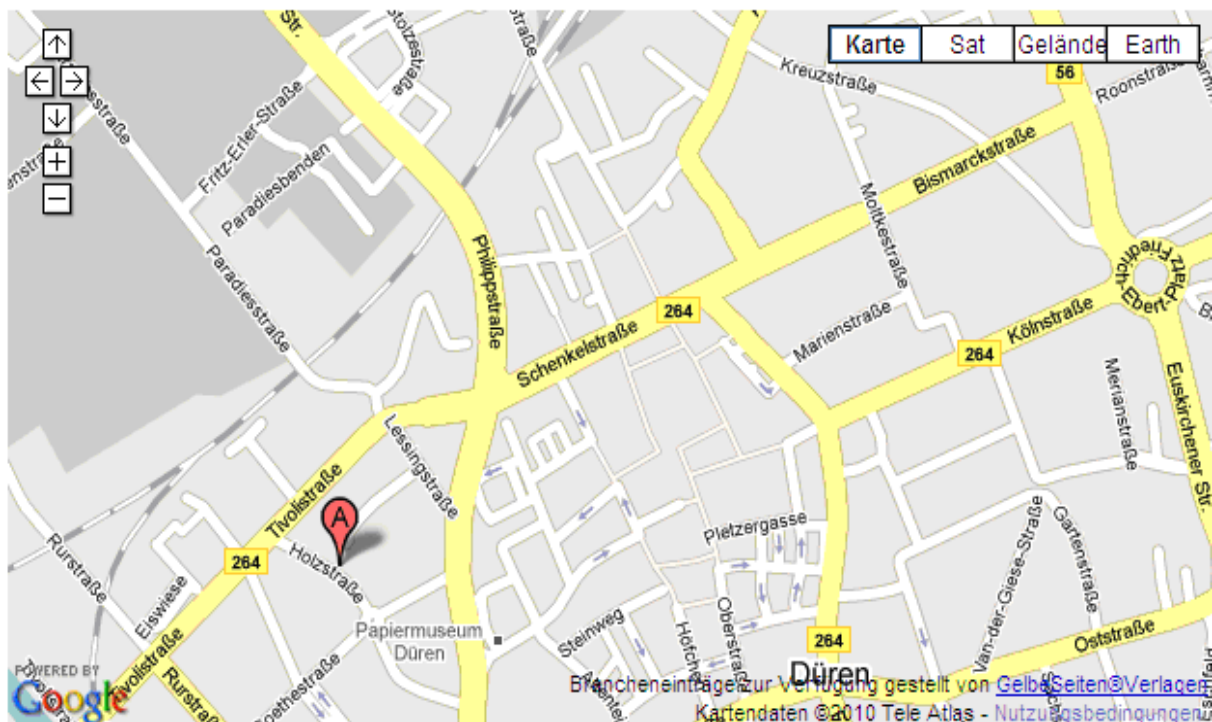 Str.
Stolzestraße
Karte
Sat
Gelände
Earth
Kreuzstraße
56
Roonstraße
Fritz-Erler-Straße
Paradiesbenden
Bismarckstraße
Moltkestraße
Paradiesstraße
Philippstraße
Friedrich-Ebert-Platz
264
Schenkelstraße
Marienstraße
Kölnstraße
264
Merianstraße
Euskirchener Str.
Lessingstraße
Tivolistraße
A
Pletzergasse
Van-der-Giese-Straße
Gartenstraße
264
Holzstraße
Rurstraße
Elswiese
Papiermuseum
Düren
Steinweg
Oberstraße
264
Oststraße
Düren
Tivolistraße
Rurstraße
POWERED BY
Google
Brancheneinträge zur Verfügung gestellt von GelbeSeiten®Verlagen
Kartendaten ©2010 Tele Atlas - Nutzungsbedingungen